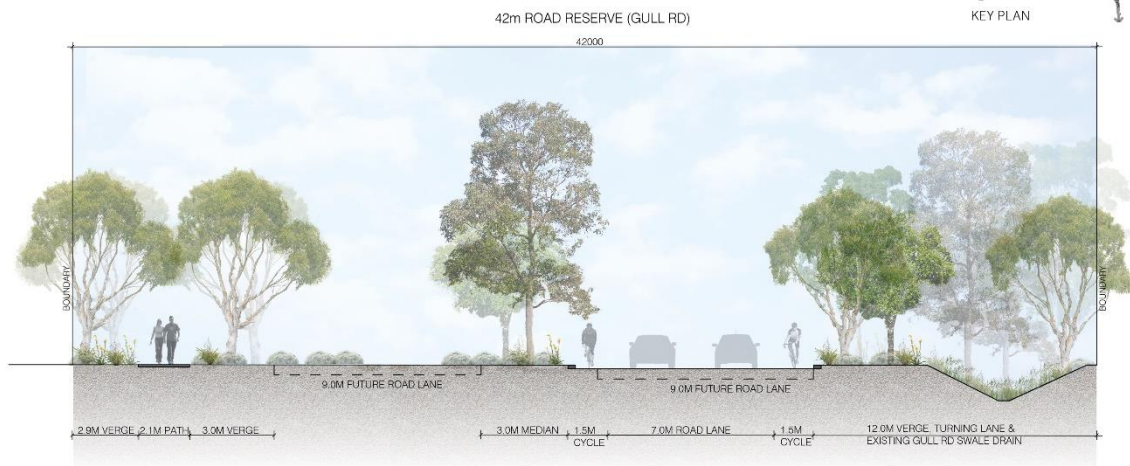 42m ROAD RESERVE (GULL RD)
KEY PLAN
42000
BOUNDARY
BOUNDARY
9.0M FUTURE ROAD LANE
9.0M FUTURE ROAD LANE
2.9M VERGE
2.1M PATH
3.0M VERGE
3.0M MEDIAN
1.5M
CYCLE
7.0M ROAD LANE
1.5M
CYCLE
12.0M VERGE TURNING LANE &
EXISTING GULL RD SWALE DRAIN